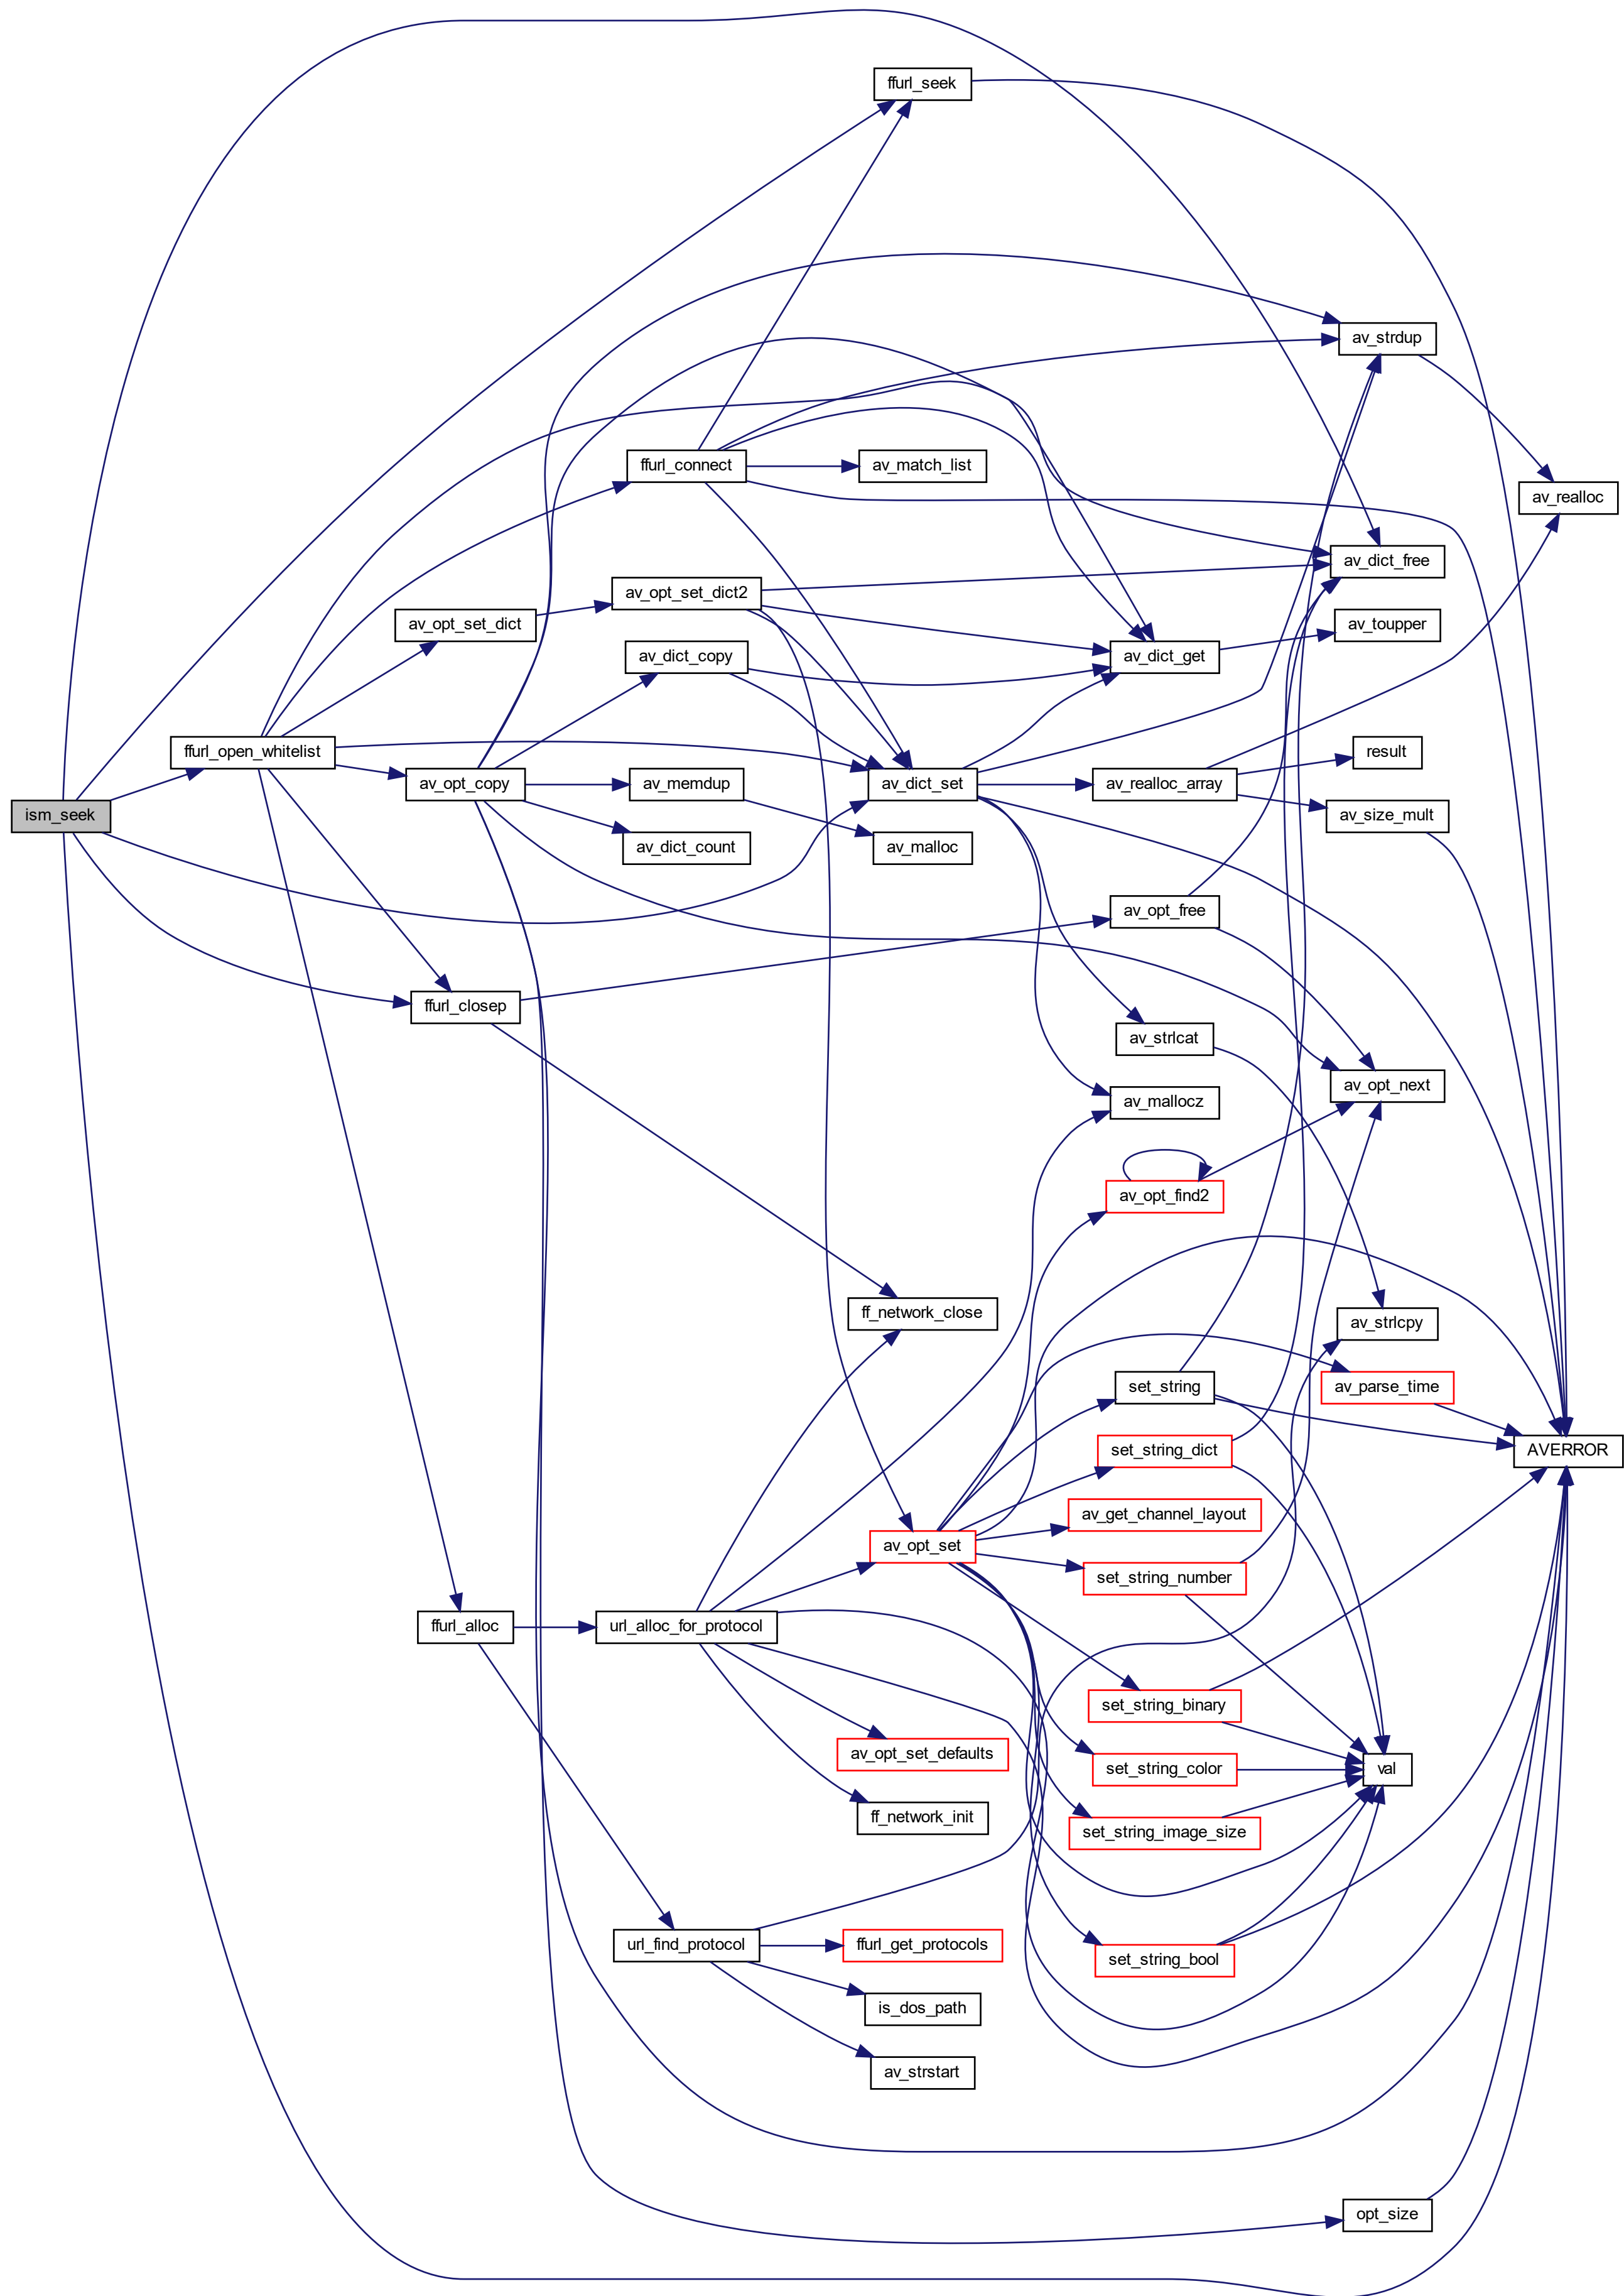 ffurl_seek
av_strdup
ffurl_connect
av_match_list
av_realloc
av_dict_free
av_opt_set_dict2
av_opt_set_dict
av_toupper
av_dict_copy
av_dict_get
ffurl_open_whitelist
result
av_opt_copy
av_memdup
av_dict_set
av_realloc_array
ism_seek
av_size_mult
av_dict_count
av_malloc
av_opt_free
ffurl_closep
av_strlcat
av_opt_next
av_mallocz
av_opt_find2
ff_network_close
av_strlcpy
set_string
av_parse_time
set_string_dict
AVERROR
av_get_channel_layout
av_opt_set
set_string_number
ffurl_alloc
url_alloc_for_protocol
set_string_binary
av_opt_set_defaults
set_string_color
val
ff_network_init
set_string_image_size
url_find_protocol
ffurl_get_protocols
set_string_bool
is_dos_path
av_strstart
opt_size